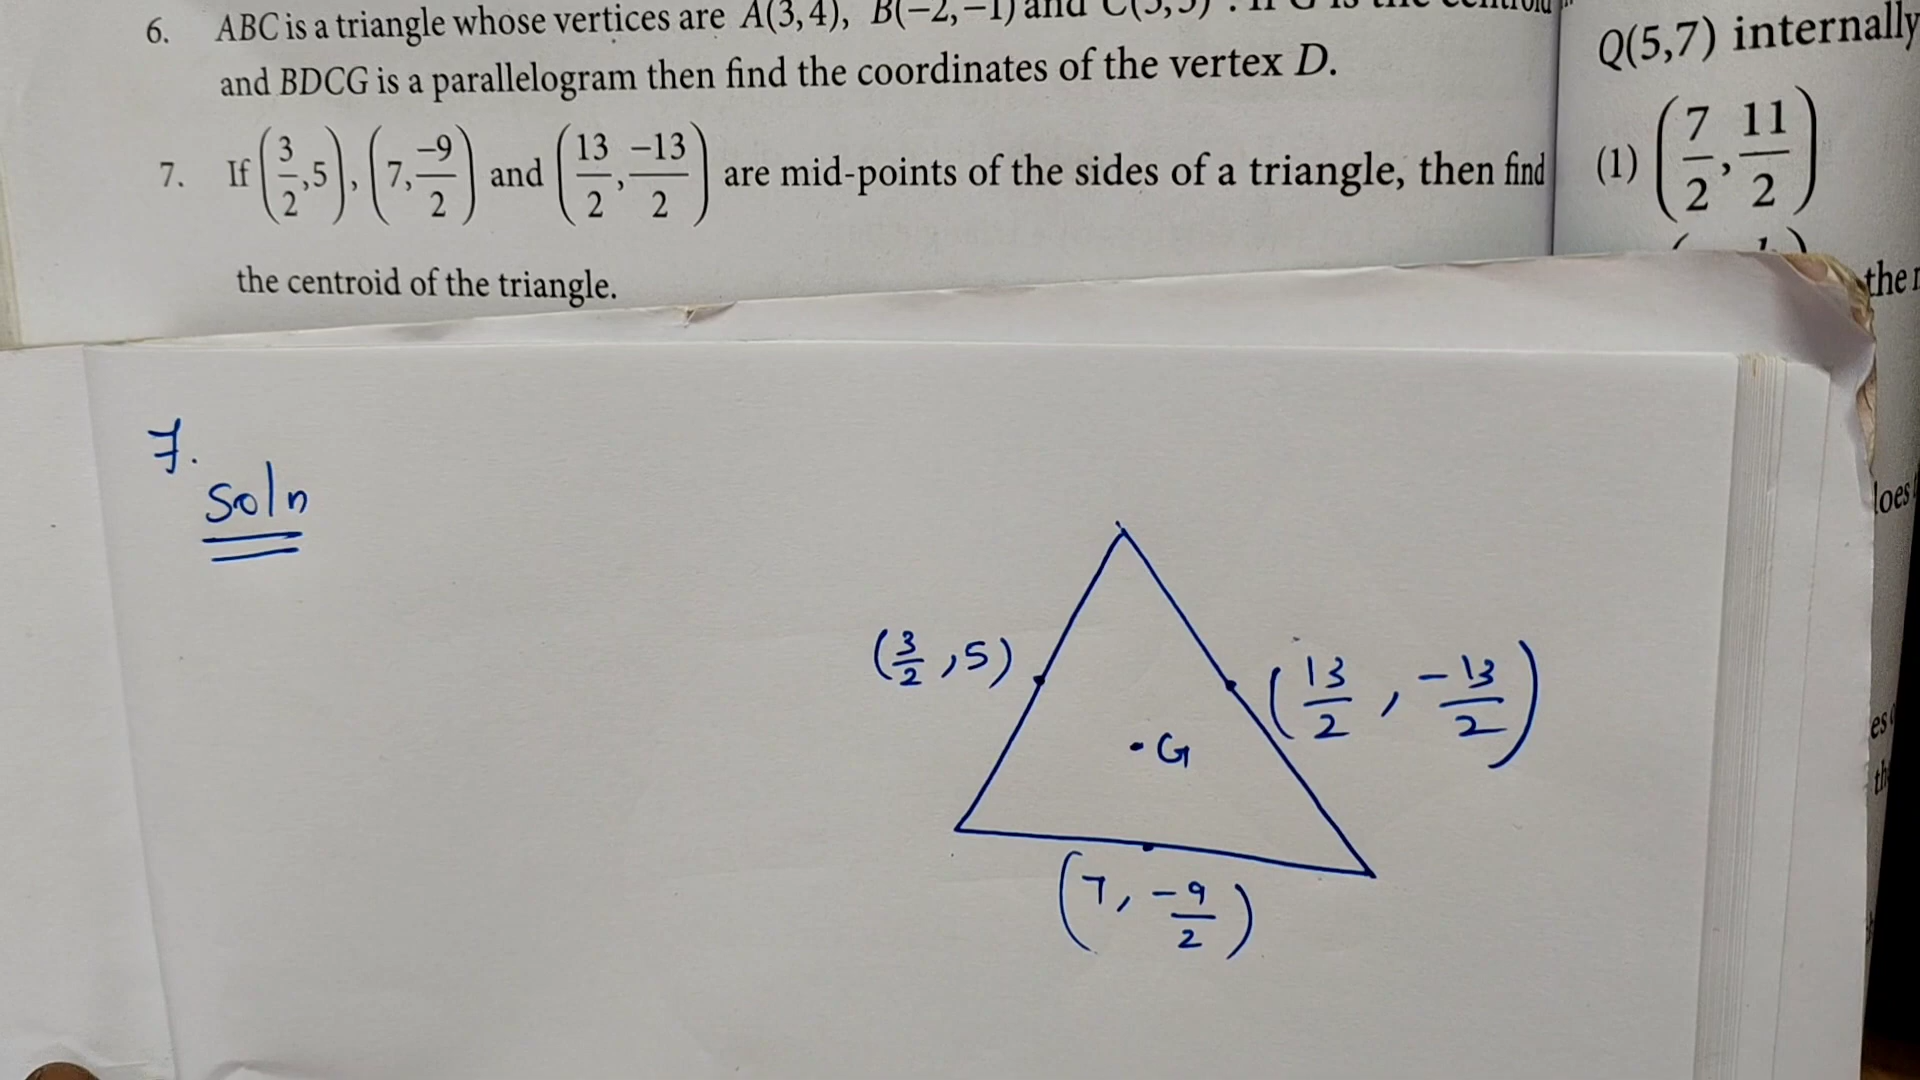 6. ABC is a triangle whose vertices are A(3,4), B(−2,−1) and
and BDCG is a parallelogram then find the coordinates of the vertex D.
7. If (3/2, 5), (7, −9/2) and (13/2, −13/2) are mid-points of the sides of a triangle, then find
the centroid of the triangle.
Q(5,7) internally
(1) (7/2, 11/2)
7.
Soln
(3/2, 5)
(13/2, −13/2)
.G
(7, −9/2)